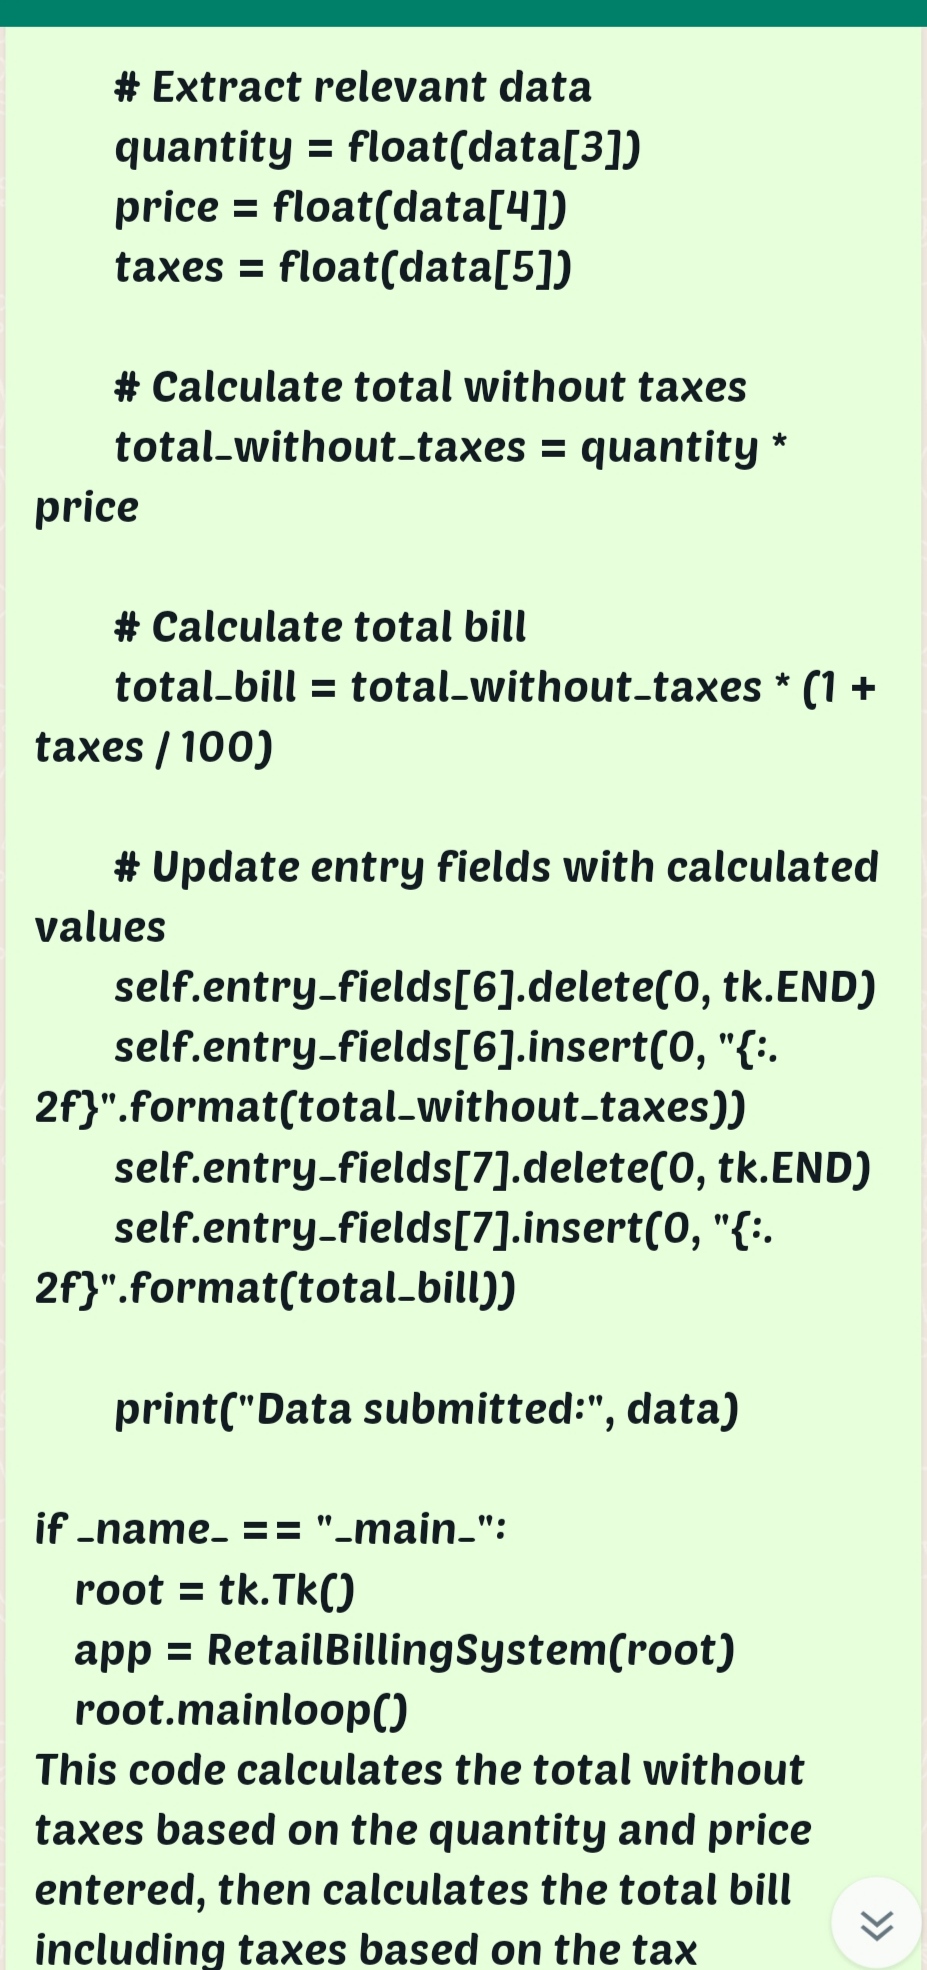 # Extract relevant data
quantity = float(data[3])
price = float(data[4])
taxes = float(data[5])
# Calculate total without taxes
total_without_taxes = quantity *
price
# Calculate total bill
total_bill = total_without_taxes * (1 +
taxes / 100)
# Update entry fields with calculated
values
self.entry_fields[6].delete(0, tk.END)
self.entry_fields[6].insert(0, "{:.
2f}".format(total_without_taxes))
self.entry_fields[7].delete(0, tk.END)
self.entry_fields[7].insert(0, "{:.
2f}".format(total_bill))
print("Data submitted:", data)
if _name_ == "_main_":
root = tk.Tk()
app = RetailBillingSystem(root)
root.mainloop()
This code calculates the total without
taxes based on the quantity and price
entered, then calculates the total bill
including taxes based on the tax